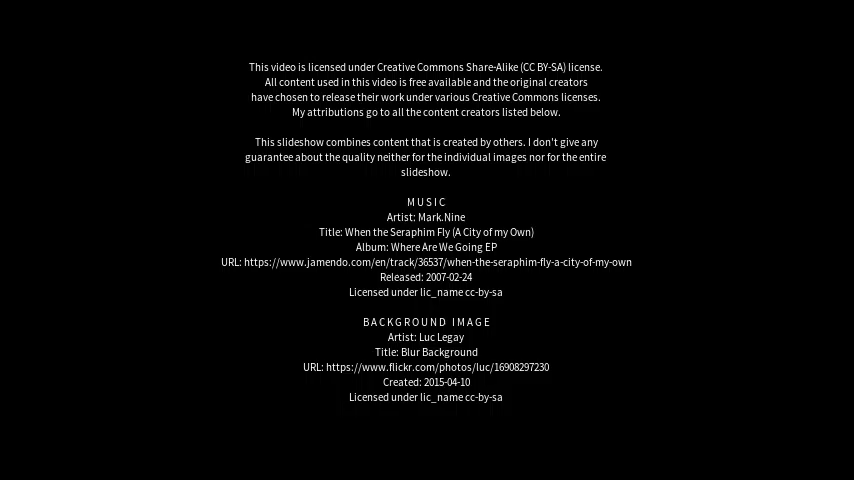 This video is licensed under Creative Commons Share-Alike (CC BY-SA) license.
All content used in this video is free available and the original creators
have chosen to release their work under various Creative Commons licenses.
My attributions go to all the content creators listed below.
This slideshow combines content that is created by others. I don't give any
guarantee about the quality neither for the individual images nor for the entire
slideshow.
MUSIC
Artist: Mark.Nine
Title: When the Seraphim Fly (A City of my Own)
Album: Where Are We Going EP
URL: https://www.jamendo.com/en/track/36537/when-the-seraphim-fly-a-city-of-my-own
Released: 2007-02-24
Licensed under lic_name cc-by-sa
BACKGROUND IMAGE
Artist: Luc Legay
Title: Blur Background
URL: https://www.flickr.com/photos/luc/16908297230
Created: 2015-04-10
Licensed under lic_name cc-by-sa